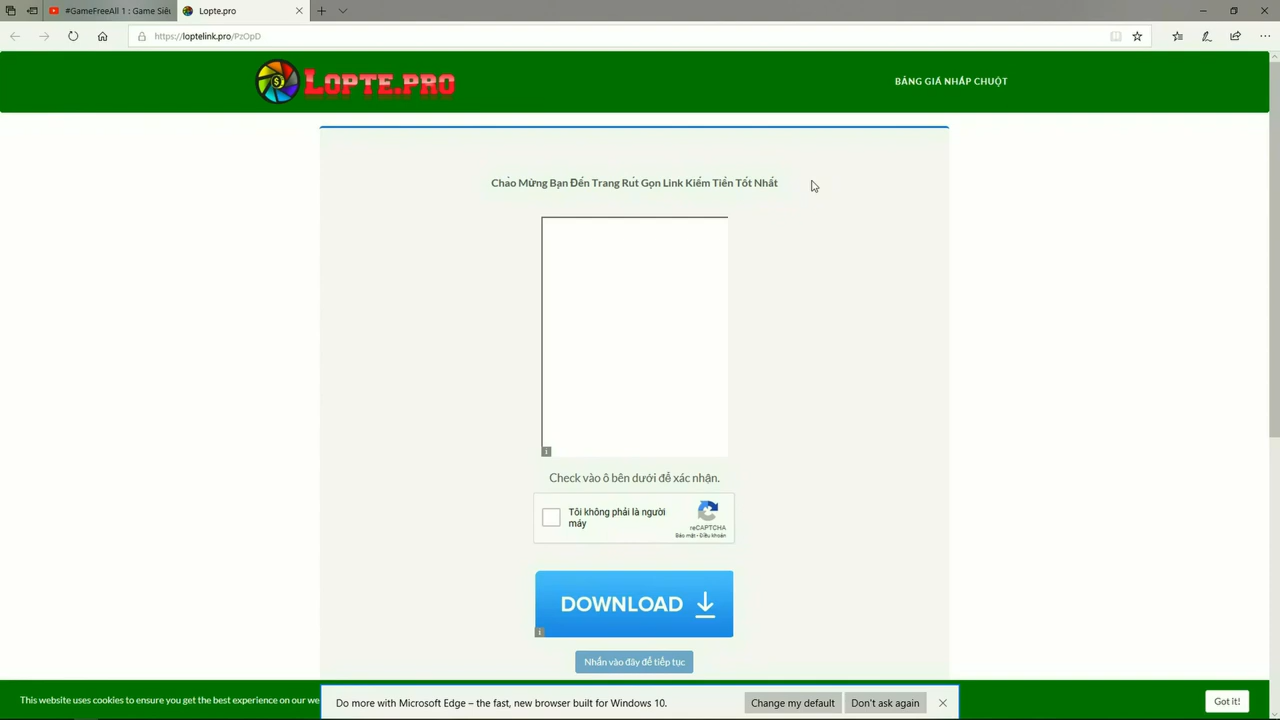 #GameFreeAll 1 : Game Siêu
Lopte.pro
https://loptelink.pro/PzOpD
LOPTE.PRO
BẢNG GIÁ NHẤP CHUỘT
Chào Mừng Bạn Đến Trang Rút Gọn Link Kiếm Tiền Tốt Nhất
Check vào ô bên dưới để xác nhận.
Tôi không phải là người
máy
reCAPTCHA
Bảo mật - Điều khoản
DOWNLOAD
Nhấn vào đây để tiếp tục
This website uses cookies to ensure you get the best experience on our we
Do more with Microsoft Edge – the fast, new browser built for Windows 10.
Change my default
Don't ask again
Got it!